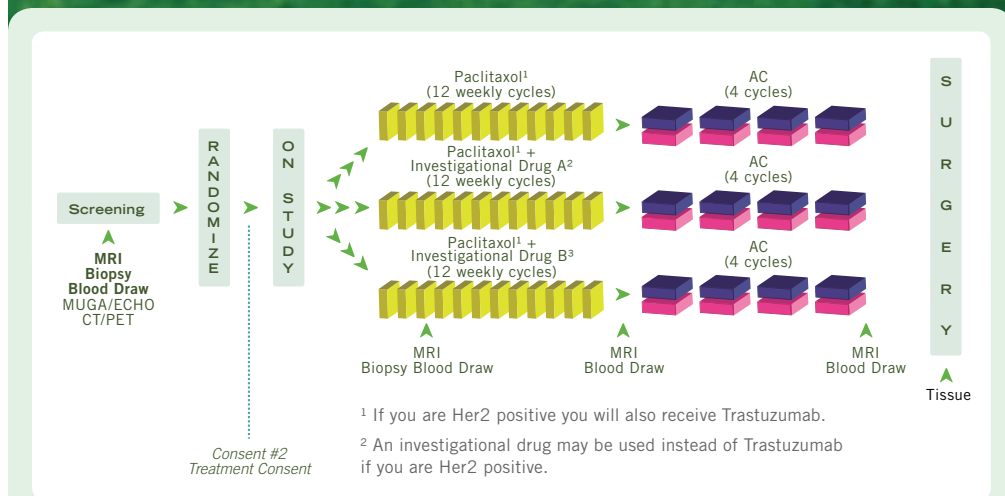 Screening
MRI
Biopsy
Blood Draw
MUGA/ECHO
CT/PET
RANDOMIZE
Consent #2
Treatment Consent
ON STUDY
Paclitaxol¹
(12 weekly cycles)
AC
(4 cycles)
Paclitaxol¹ +
Investigational Drug A²
(12 weekly cycles)
AC
(4 cycles)
Paclitaxol¹ +
Investigational Drug B³
(12 weekly cycles)
AC
(4 cycles)
MRI
Biopsy Blood Draw
MRI
Blood Draw
MRI
Blood Draw
SURGERY
Tissue
¹ If you are Her2 positive you will also receive Trastuzumab.
² An investigational drug may be used instead of Trastuzumab
if you are Her2 positive.